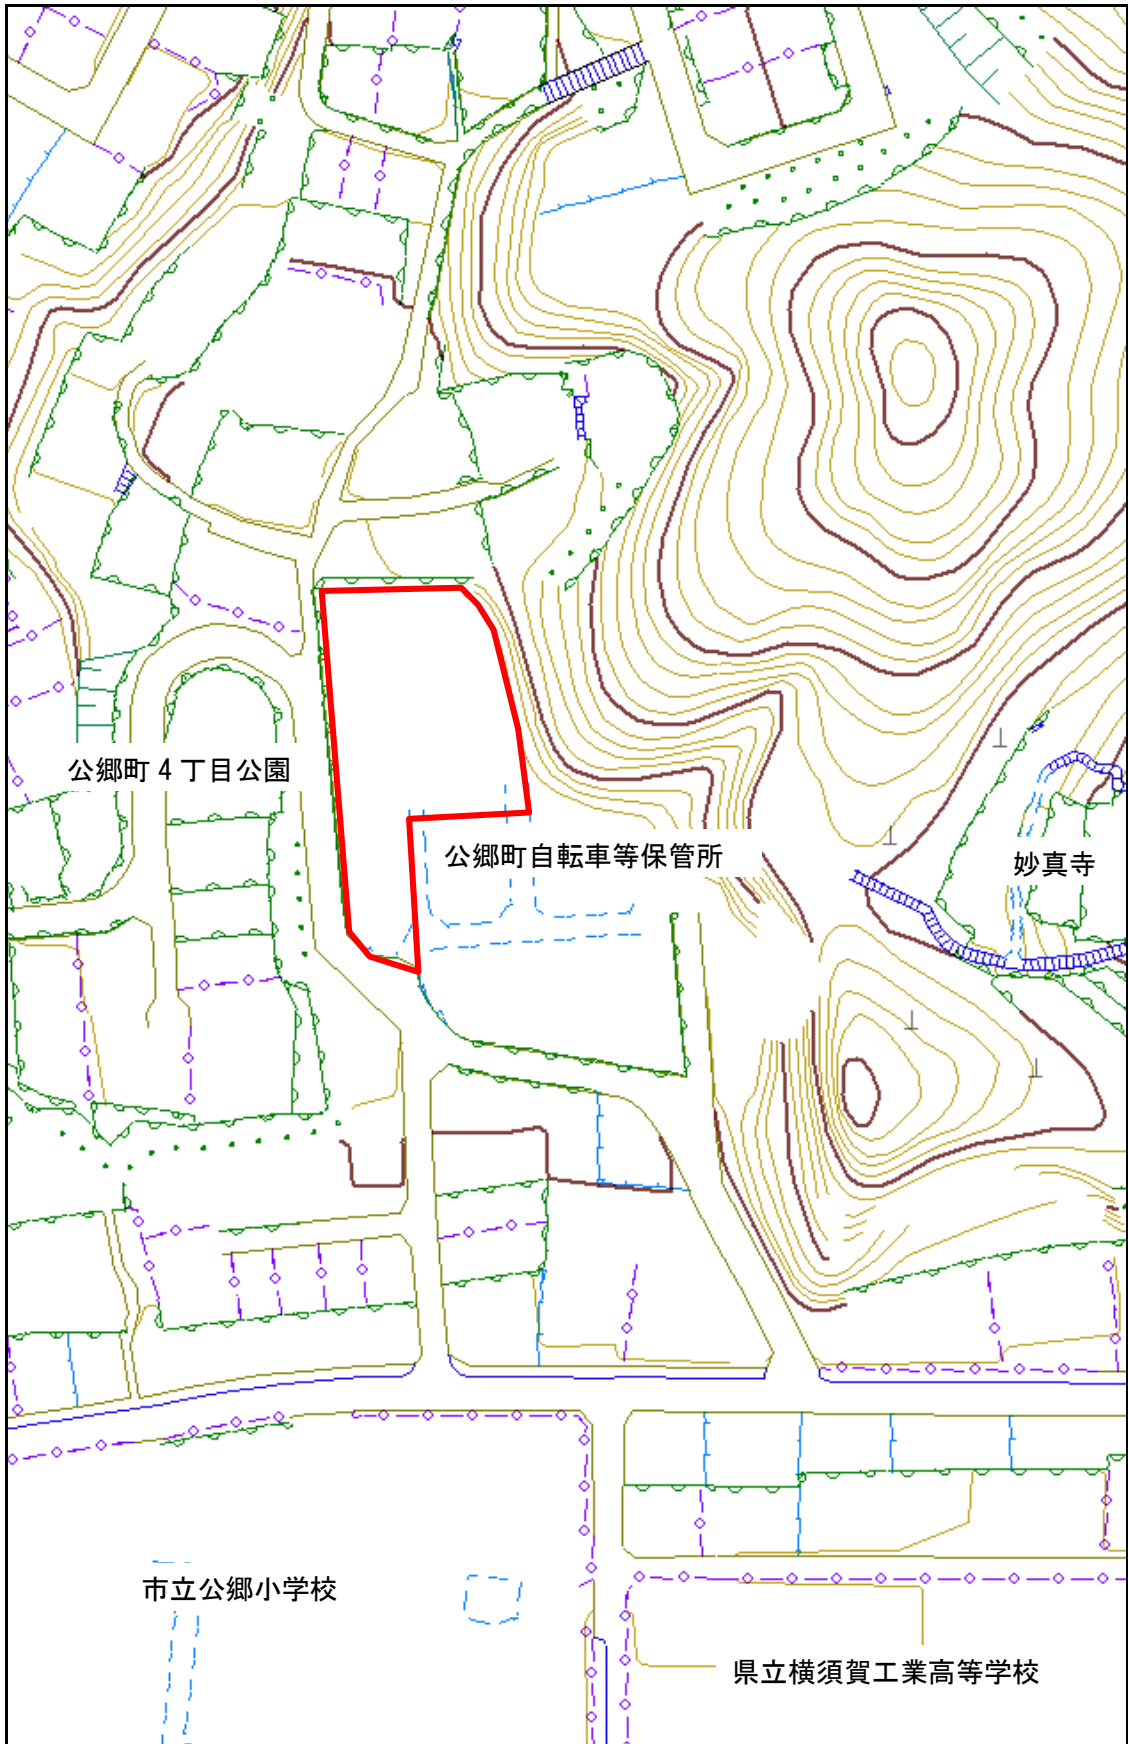 公郷町４丁目公園
公郷町自転車等保管所
妙真寺
市立公郷小学校
県立横須賀工業高等学校